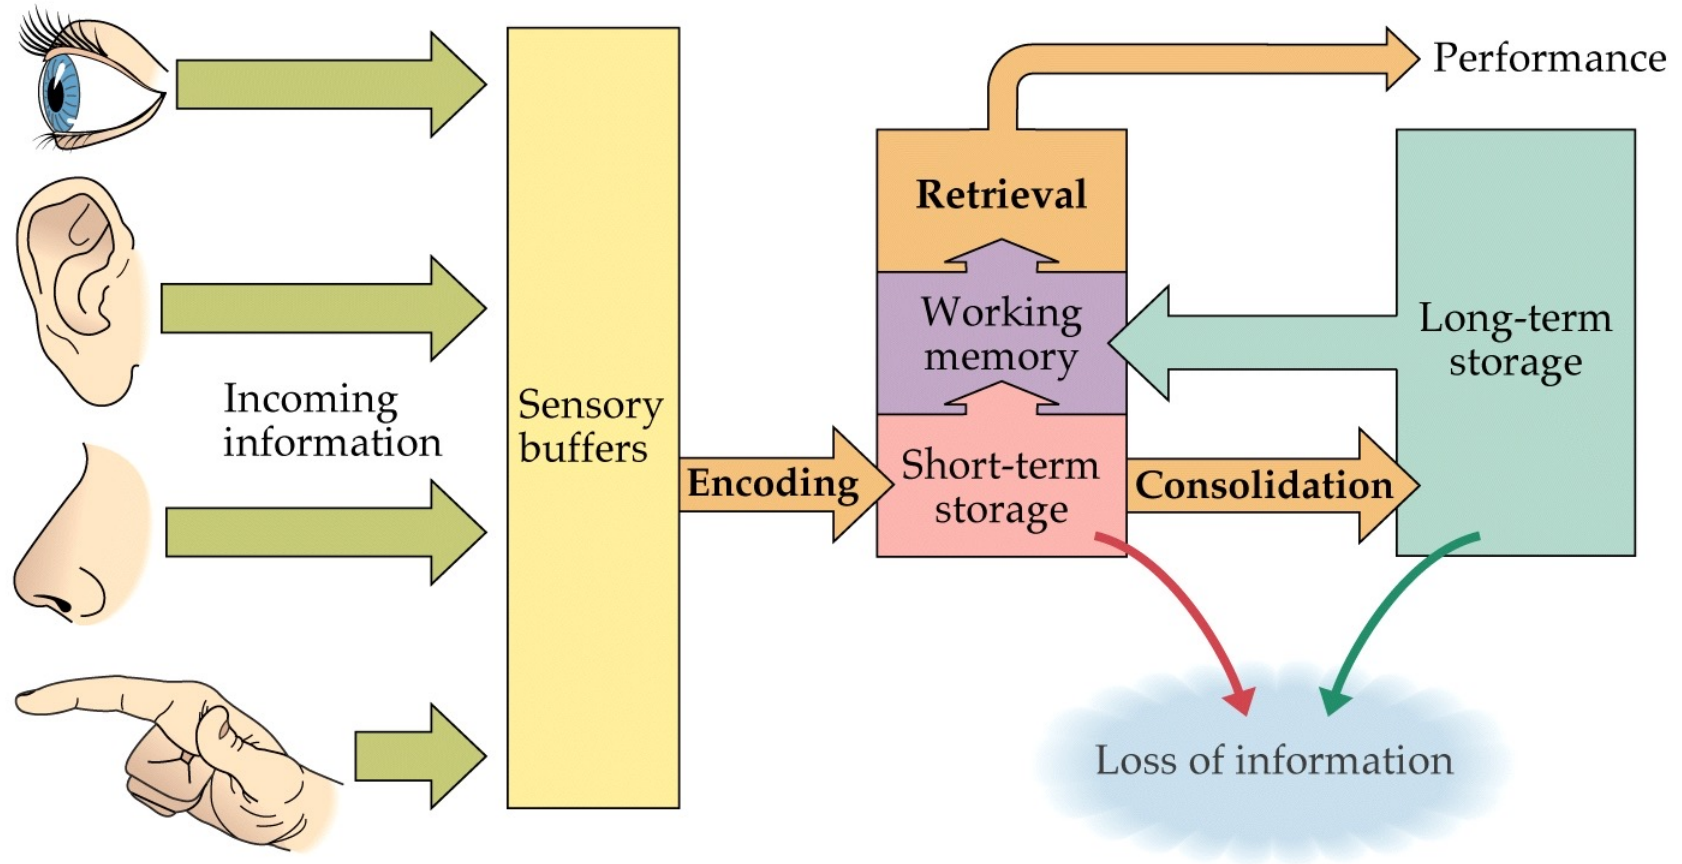 Performance
Retrieval
Working
memory
Long-term
storage
Incoming
information
Sensory
buffers
Encoding
Short-term
storage
Consolidation
Loss of information